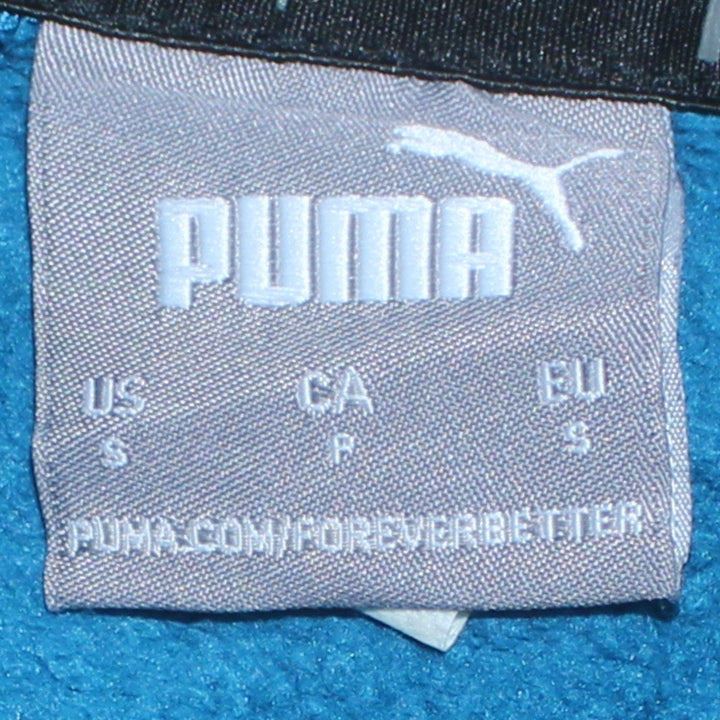 PUMA
US CA EU
S P S
PUMA.COM/FOREVERBETTER